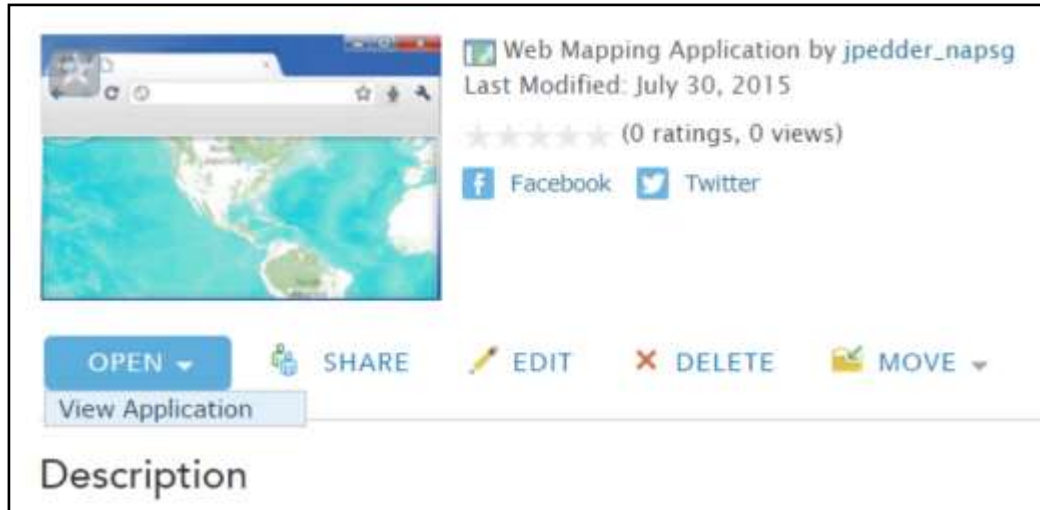 Web Mapping Application by jpedder_napsg
Last Modified: July 30, 2015
(0 ratings, 0 views)
Facebook Twitter
OPEN SHARE EDIT DELETE MOVE
View Application
Description